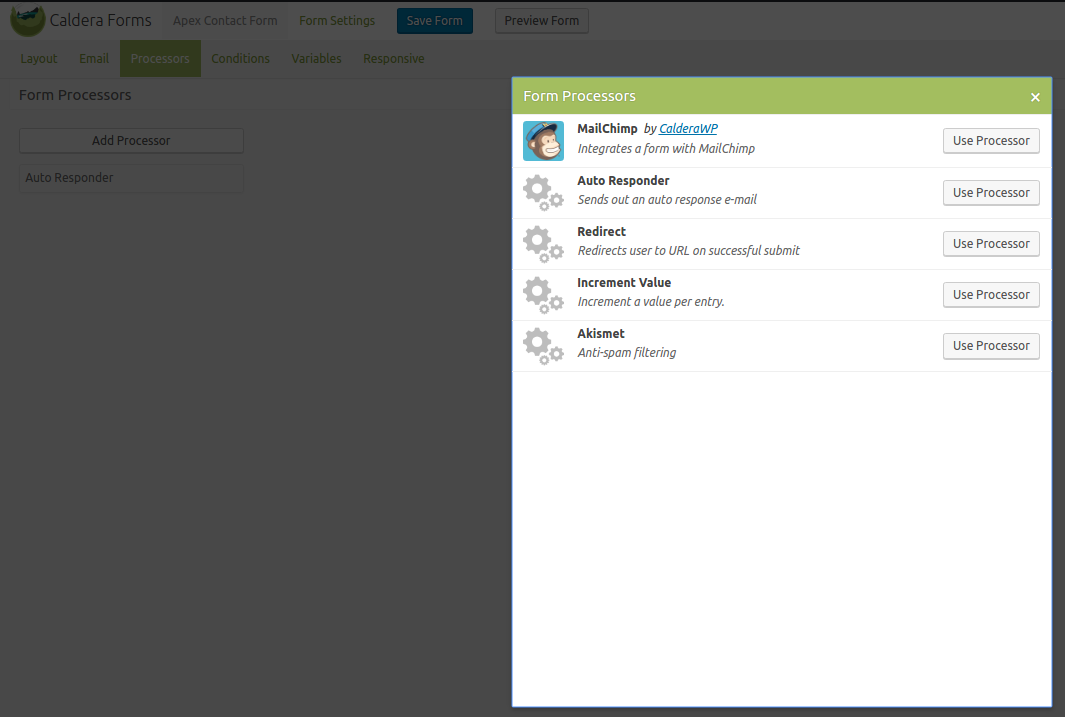 Caldera Forms Apex Contact Form Form Settings Save Form Preview Form
Layout Email Processors Conditions Variables Responsive
Form Processors
Add Processor
Auto Responder
Form Processors ×
MailChimp by CalderaWP
Integrates a form with MailChimp
Use Processor
Auto Responder
Sends out an auto response e-mail
Use Processor
Redirect
Redirects user to URL on successful submit
Use Processor
Increment Value
Increment a value per entry.
Use Processor
Akismet
Anti-spam filtering
Use Processor